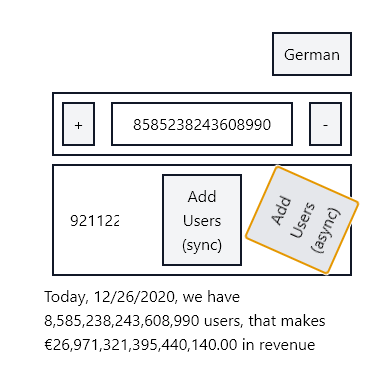 German
+ 8585238243608990 -
921122
Add
Users
(sync)
Add
Users
(async)
Today, 12/26/2020, we have
8,585,238,243,608,990 users, that makes
€26,971,321,395,440,140.00 in revenue